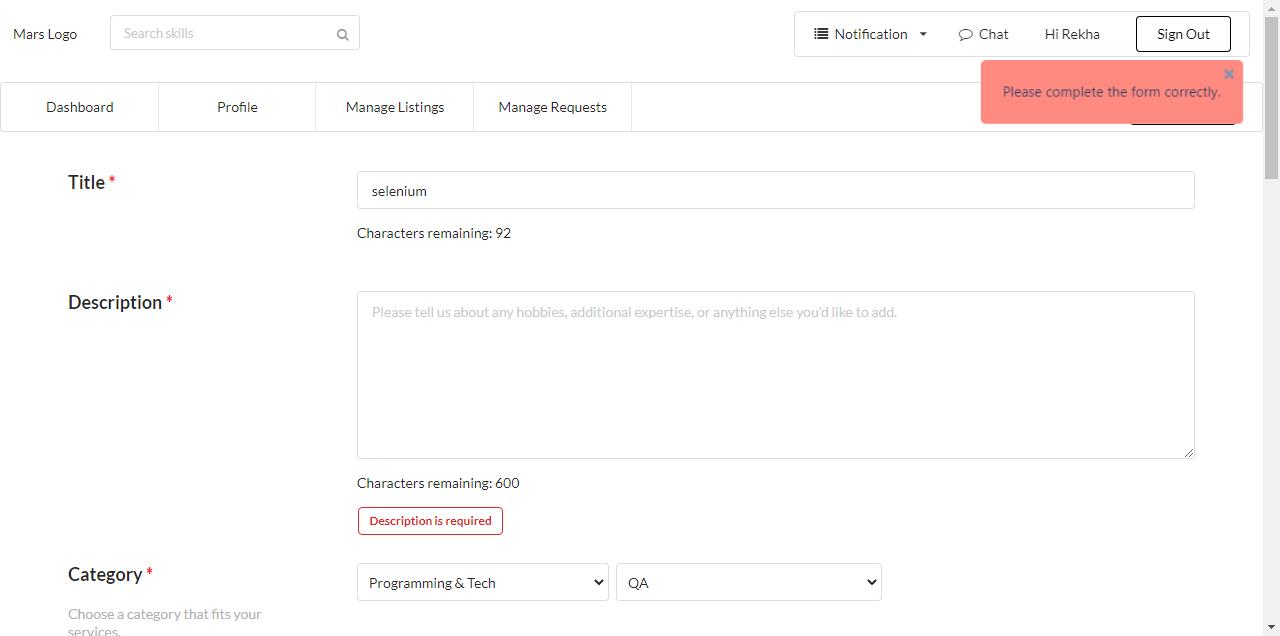 Mars Logo
Search skills
Notification
Chat
Hi Rekha
Sign Out
Please complete the form correctly.
Dashboard
Profile
Manage Listings
Manage Requests
Title *
selenium
Characters remaining: 92
Description *
Please tell us about any hobbies, additional expertise, or anything else you'd like to add.
Characters remaining: 600
Description is required
Category *
Programming & Tech
QA
Choose a category that fits your
services.